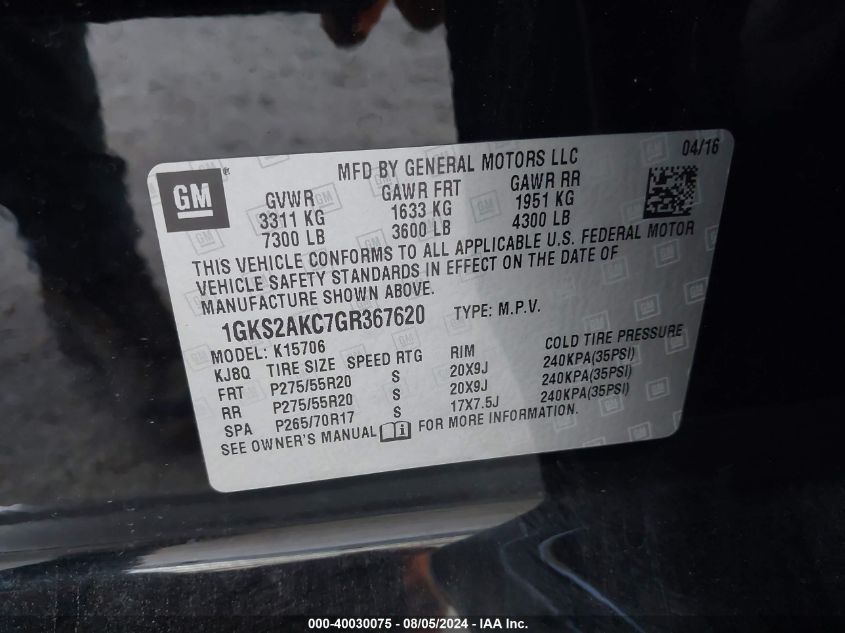 GM
MFD BY GENERAL MOTORS LLC
04/16
GVWR GAWR FRT GAWR RR
3311 KG 1633 KG 1951 KG
7300 LB 3600 LB 4300 LB
THIS VEHICLE CONFORMS TO ALL APPLICABLE U.S. FEDERAL MOTOR
VEHICLE SAFETY STANDARDS IN EFFECT ON THE DATE OF
MANUFACTURE SHOWN ABOVE.
1GKS2AKC7GR367620 TYPE: M.P.V.
MODEL: K15706
KJ8Q TIRE SIZE SPEED RTG RIM COLD TIRE PRESSURE
FRT P275/55R20 S 20X9J 240KPA(35PSI)
RR P275/55R20 S 20X9J 240KPA(35PSI)
SPA P265/70R17 S 17X7.5J 240KPA(35PSI)
SEE OWNER'S MANUAL FOR MORE INFORMATION.
000-40030075 - 08/05/2024 - IAA Inc.